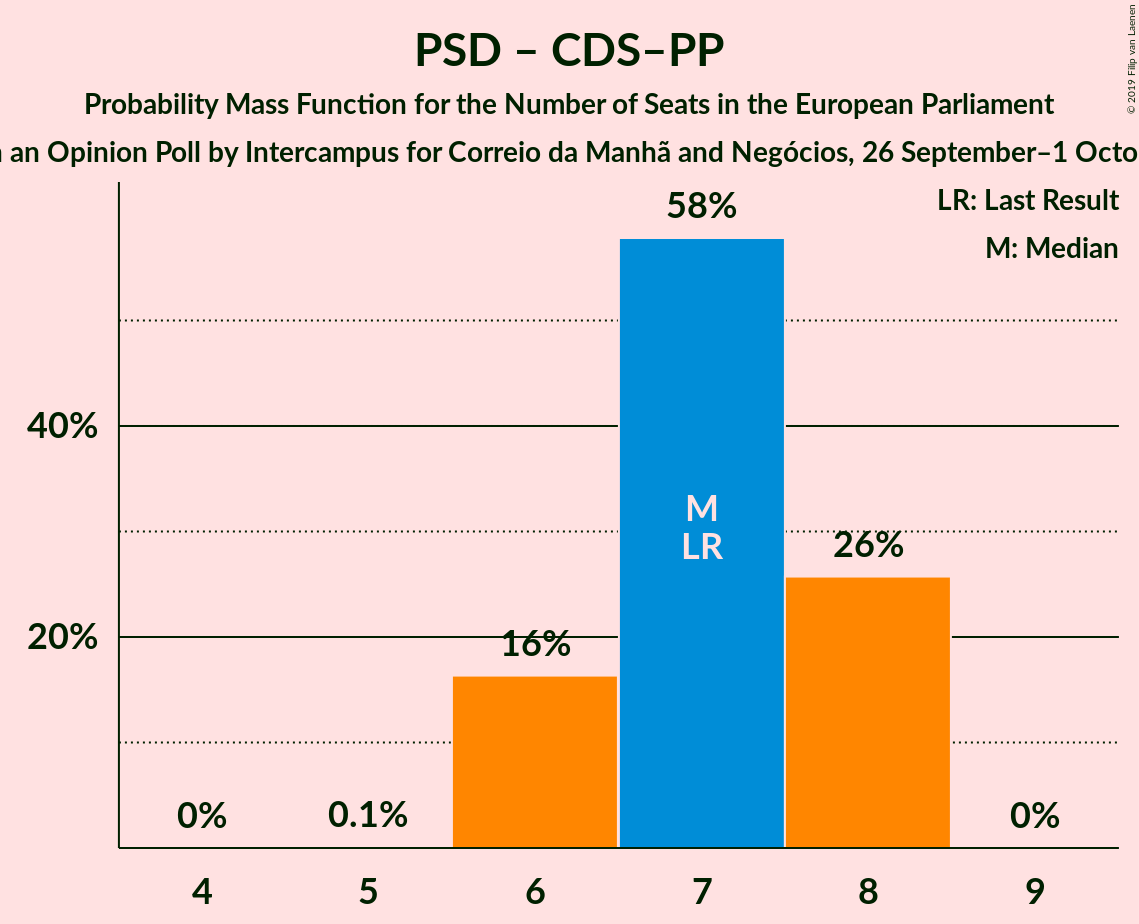 PSD – CDS–PP
Probability Mass Function for the Number of Seats in the European Parliament
an Opinion Poll by Intercampus for Correio da Manhã and Negócios, 26 September–1 Octo
© 2019 Filip van Laenen
LR: Last Result
M: Median
58%
40%
M
LR
26%
20%
16%
0%
0.1%
0%
4
5
6
7
8
9